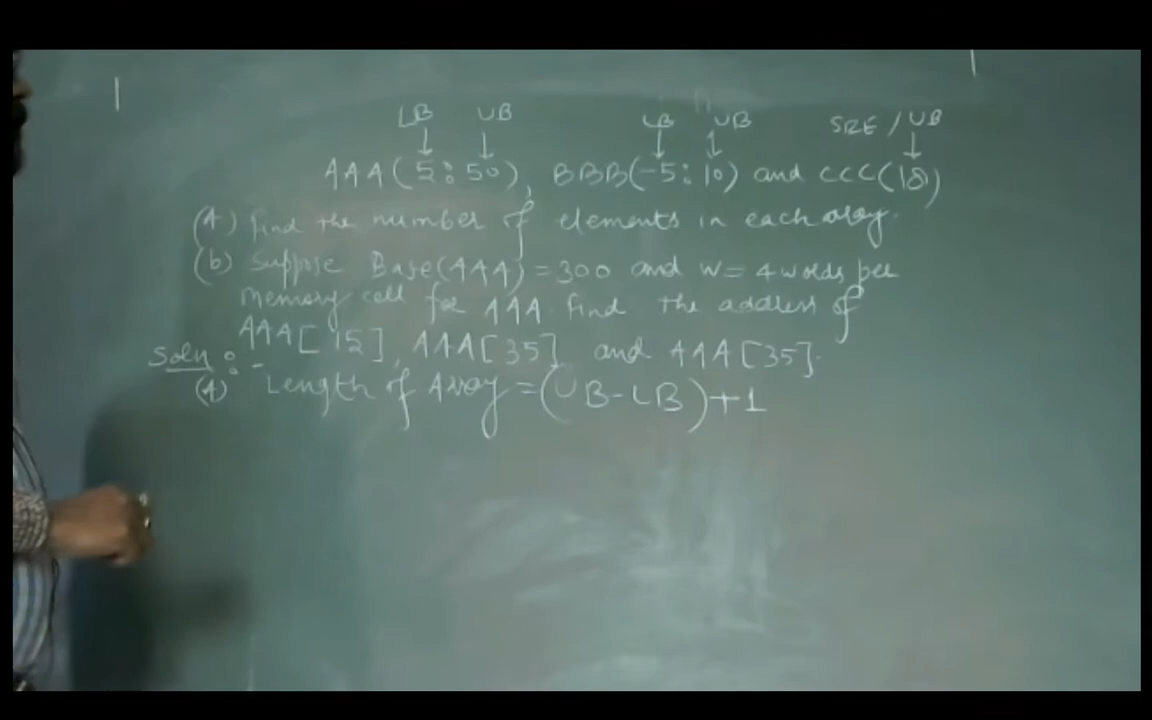 LB UB LB UB SRE / UB
AAA(5:50), BBB(-5:10) and CCC(18)
(A) find the number of elements in each array.
(b) Suppose Base(AAA) = 300 and w = 4 words per
memory cell for AAA. Find the address of
AAA[15], AAA[35] and AAA[35].
Soln :-
(A) Length of Array = (UB - LB) + 1